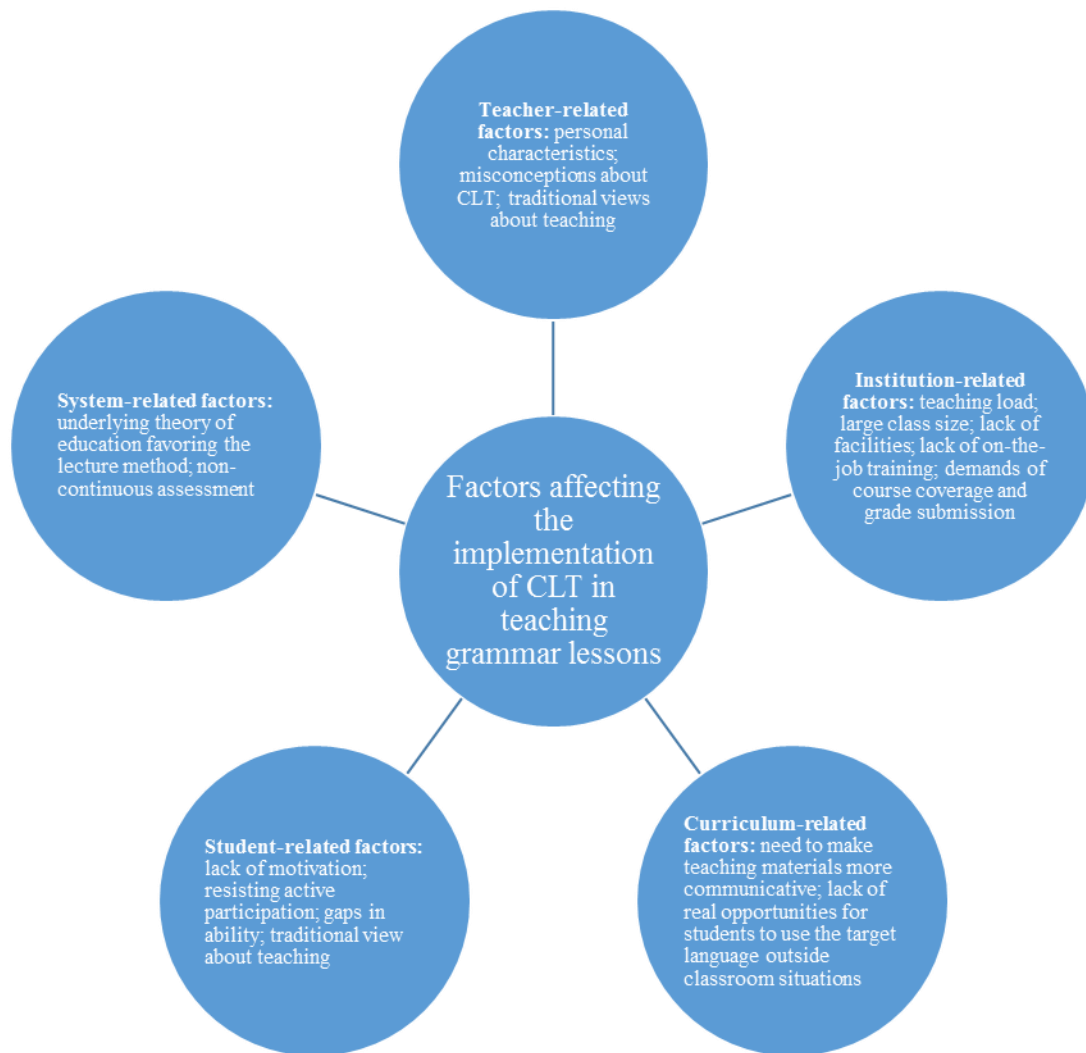 Teacher-related
factors: personal
characteristics;
misconceptions about
CLT; traditional views
about teaching
System-related factors:
underlying theory of
education favoring the
lecture method; non-
continuous assessment
Institution-related
factors: teaching load;
large class size; lack of
facilities; lack of on-the-
job training; demands of
course coverage and
grade submission
Factors affecting
the
implementation
of CLT in
teaching
grammar lessons
Student-related factors:
lack of motivation;
resisting active
participation; gaps in
ability; traditional view
about teaching
Curriculum-related
factors: need to make
teaching materials more
communicative; lack of
real opportunities for
students to use the target
language outside
classroom situations